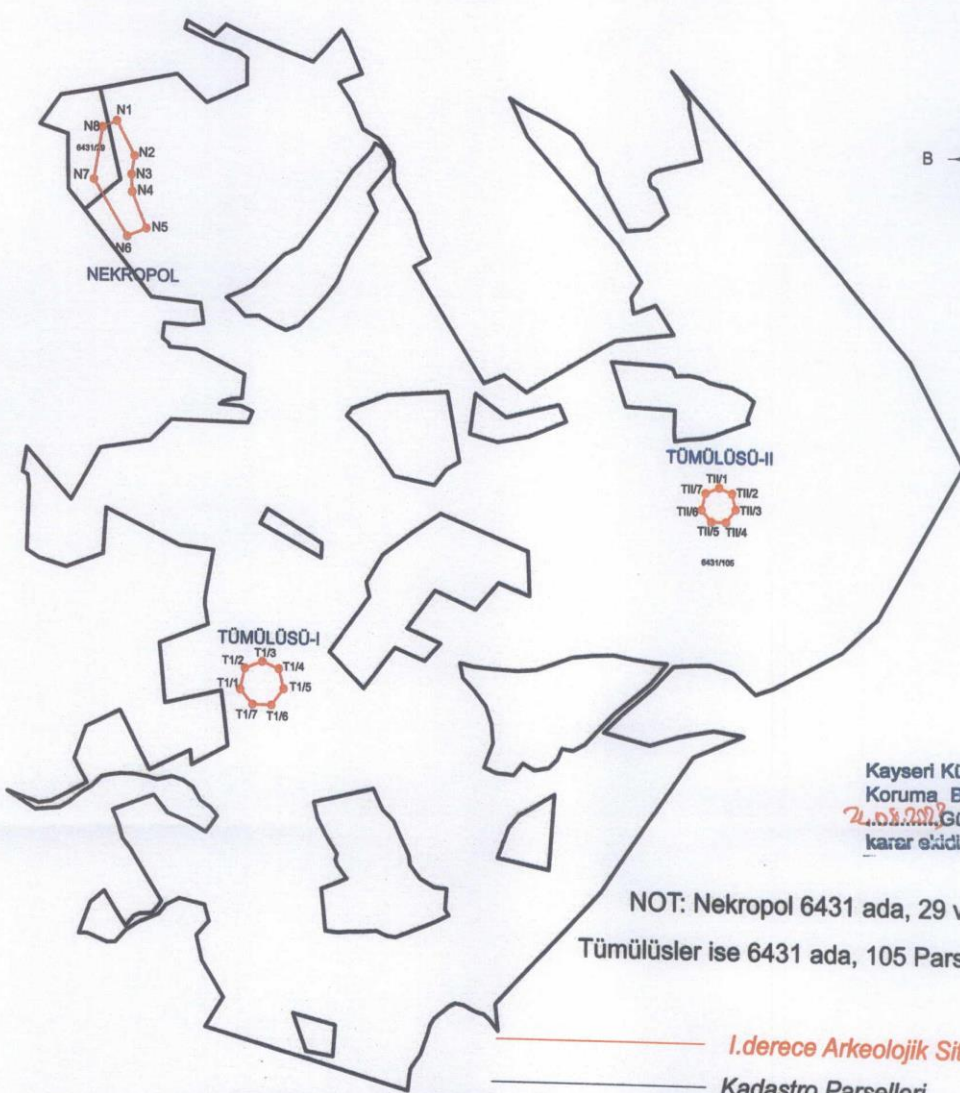 N1
N8
6431/29
N2
N3
N7
N4
N5
N6
NEKROPOL
B
TÜMÜLÜSÜ-II
TII/1
TII/7
TII/2
TII/6
TII/3
TII/5
TII/4
6431/105
TÜMÜLÜSÜ-I
T1/3
T1/2
T1/4
T1/1
T1/5
T1/7
T1/6
Kayseri Kü
Koruma B
karar ekidi
NOT: Nekropol 6431 ada, 29 v
Tümülüsler ise 6431 ada, 105 Pars
I.derece Arkeolojik Sit
Kadastro Parselleri